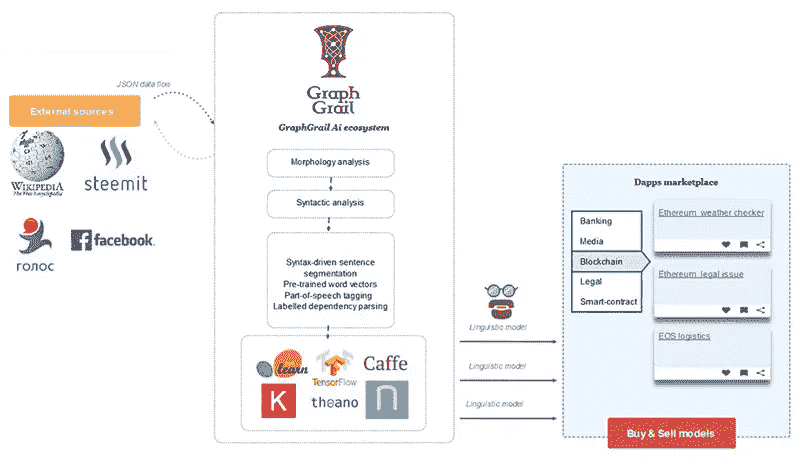 JSON data flow
External sources
WIKIPEDIA
The Free Encyclopedia
steemit
голос
facebook.
Graph
Grail
GraphGrail Ai ecosystem
Morphology analysis
Syntactic analysis
Syntax-driven sentence
segmentation
Pre-trained word vectors
Part-of-speech tagging
Labelled dependency parsing
learn
TensorFlow
Caffe
K
theano
n
Linguistic model
Linguistic model
Linguistic model
Dapps marketplace
Banking
Media
Blockchain
Legal
Smart-contract
Ethereum weather checker
Ethereum legal issue
EOS logistics
Buy & Sell models